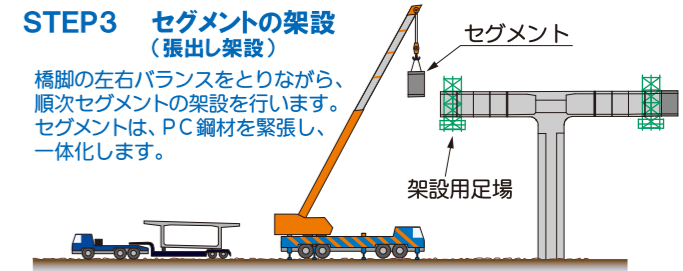 STEP3 セグメントの架設
（張出し架設）
橋脚の左右バランスをとりながら、
順次セグメントの架設を行います。
セグメントは、PC鋼材を緊張し、
一体化します。
セグメント
架設用足場